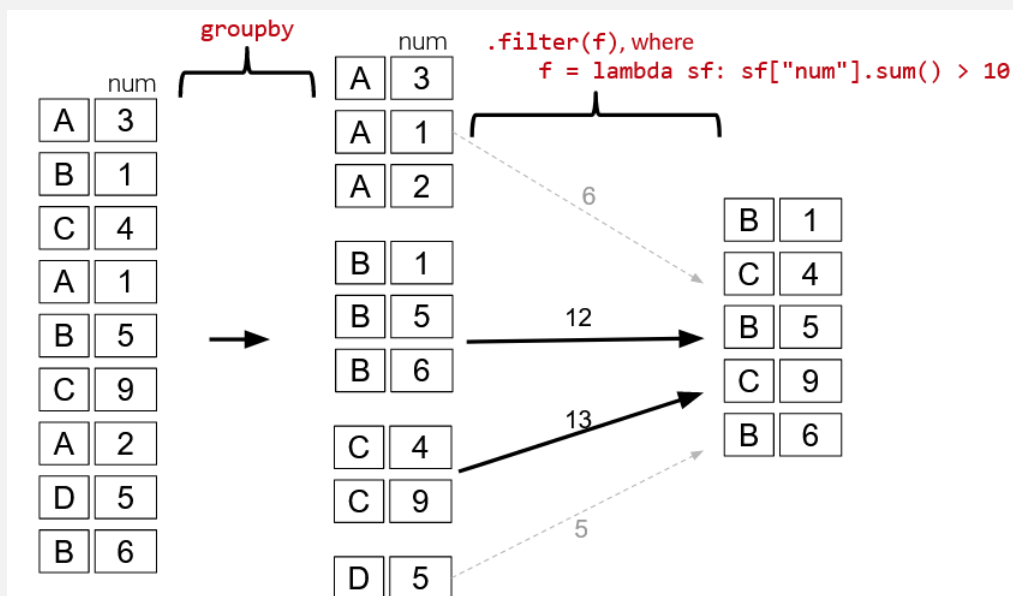 groupby
num
A 3
B 1
C 4
A 1
B 5
C 9
A 2
D 5
B 6
num
A 3
A 1
A 2
B 1
B 5
B 6
C 4
C 9
D 5
.filter(f), where
f = lambda sf: sf["num"].sum() > 10
6
12
13
5
B 1
C 4
B 5
C 9
B 6